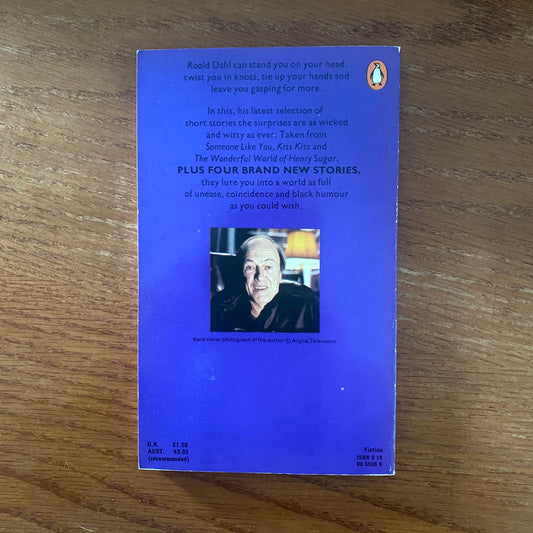 Roald Dahl can stand you on your head,
twist you in knots, tie up your hands and
leave you gasping for more.
In this, his latest selection of
short stories the surprises are as wicked
and witty as ever. Taken from
Someone Like You, Kiss Kiss and
The Wonderful World of Henry Sugar,
PLUS FOUR BRAND NEW STORIES,
they lure you into a world as full
of unease, coincidence and black humour
as you could wish.
Back cover photograph of the author © Anglia Television
U.K. £1.50
AUST. $3.95
(recommended)
Fiction
ISBN 0 14